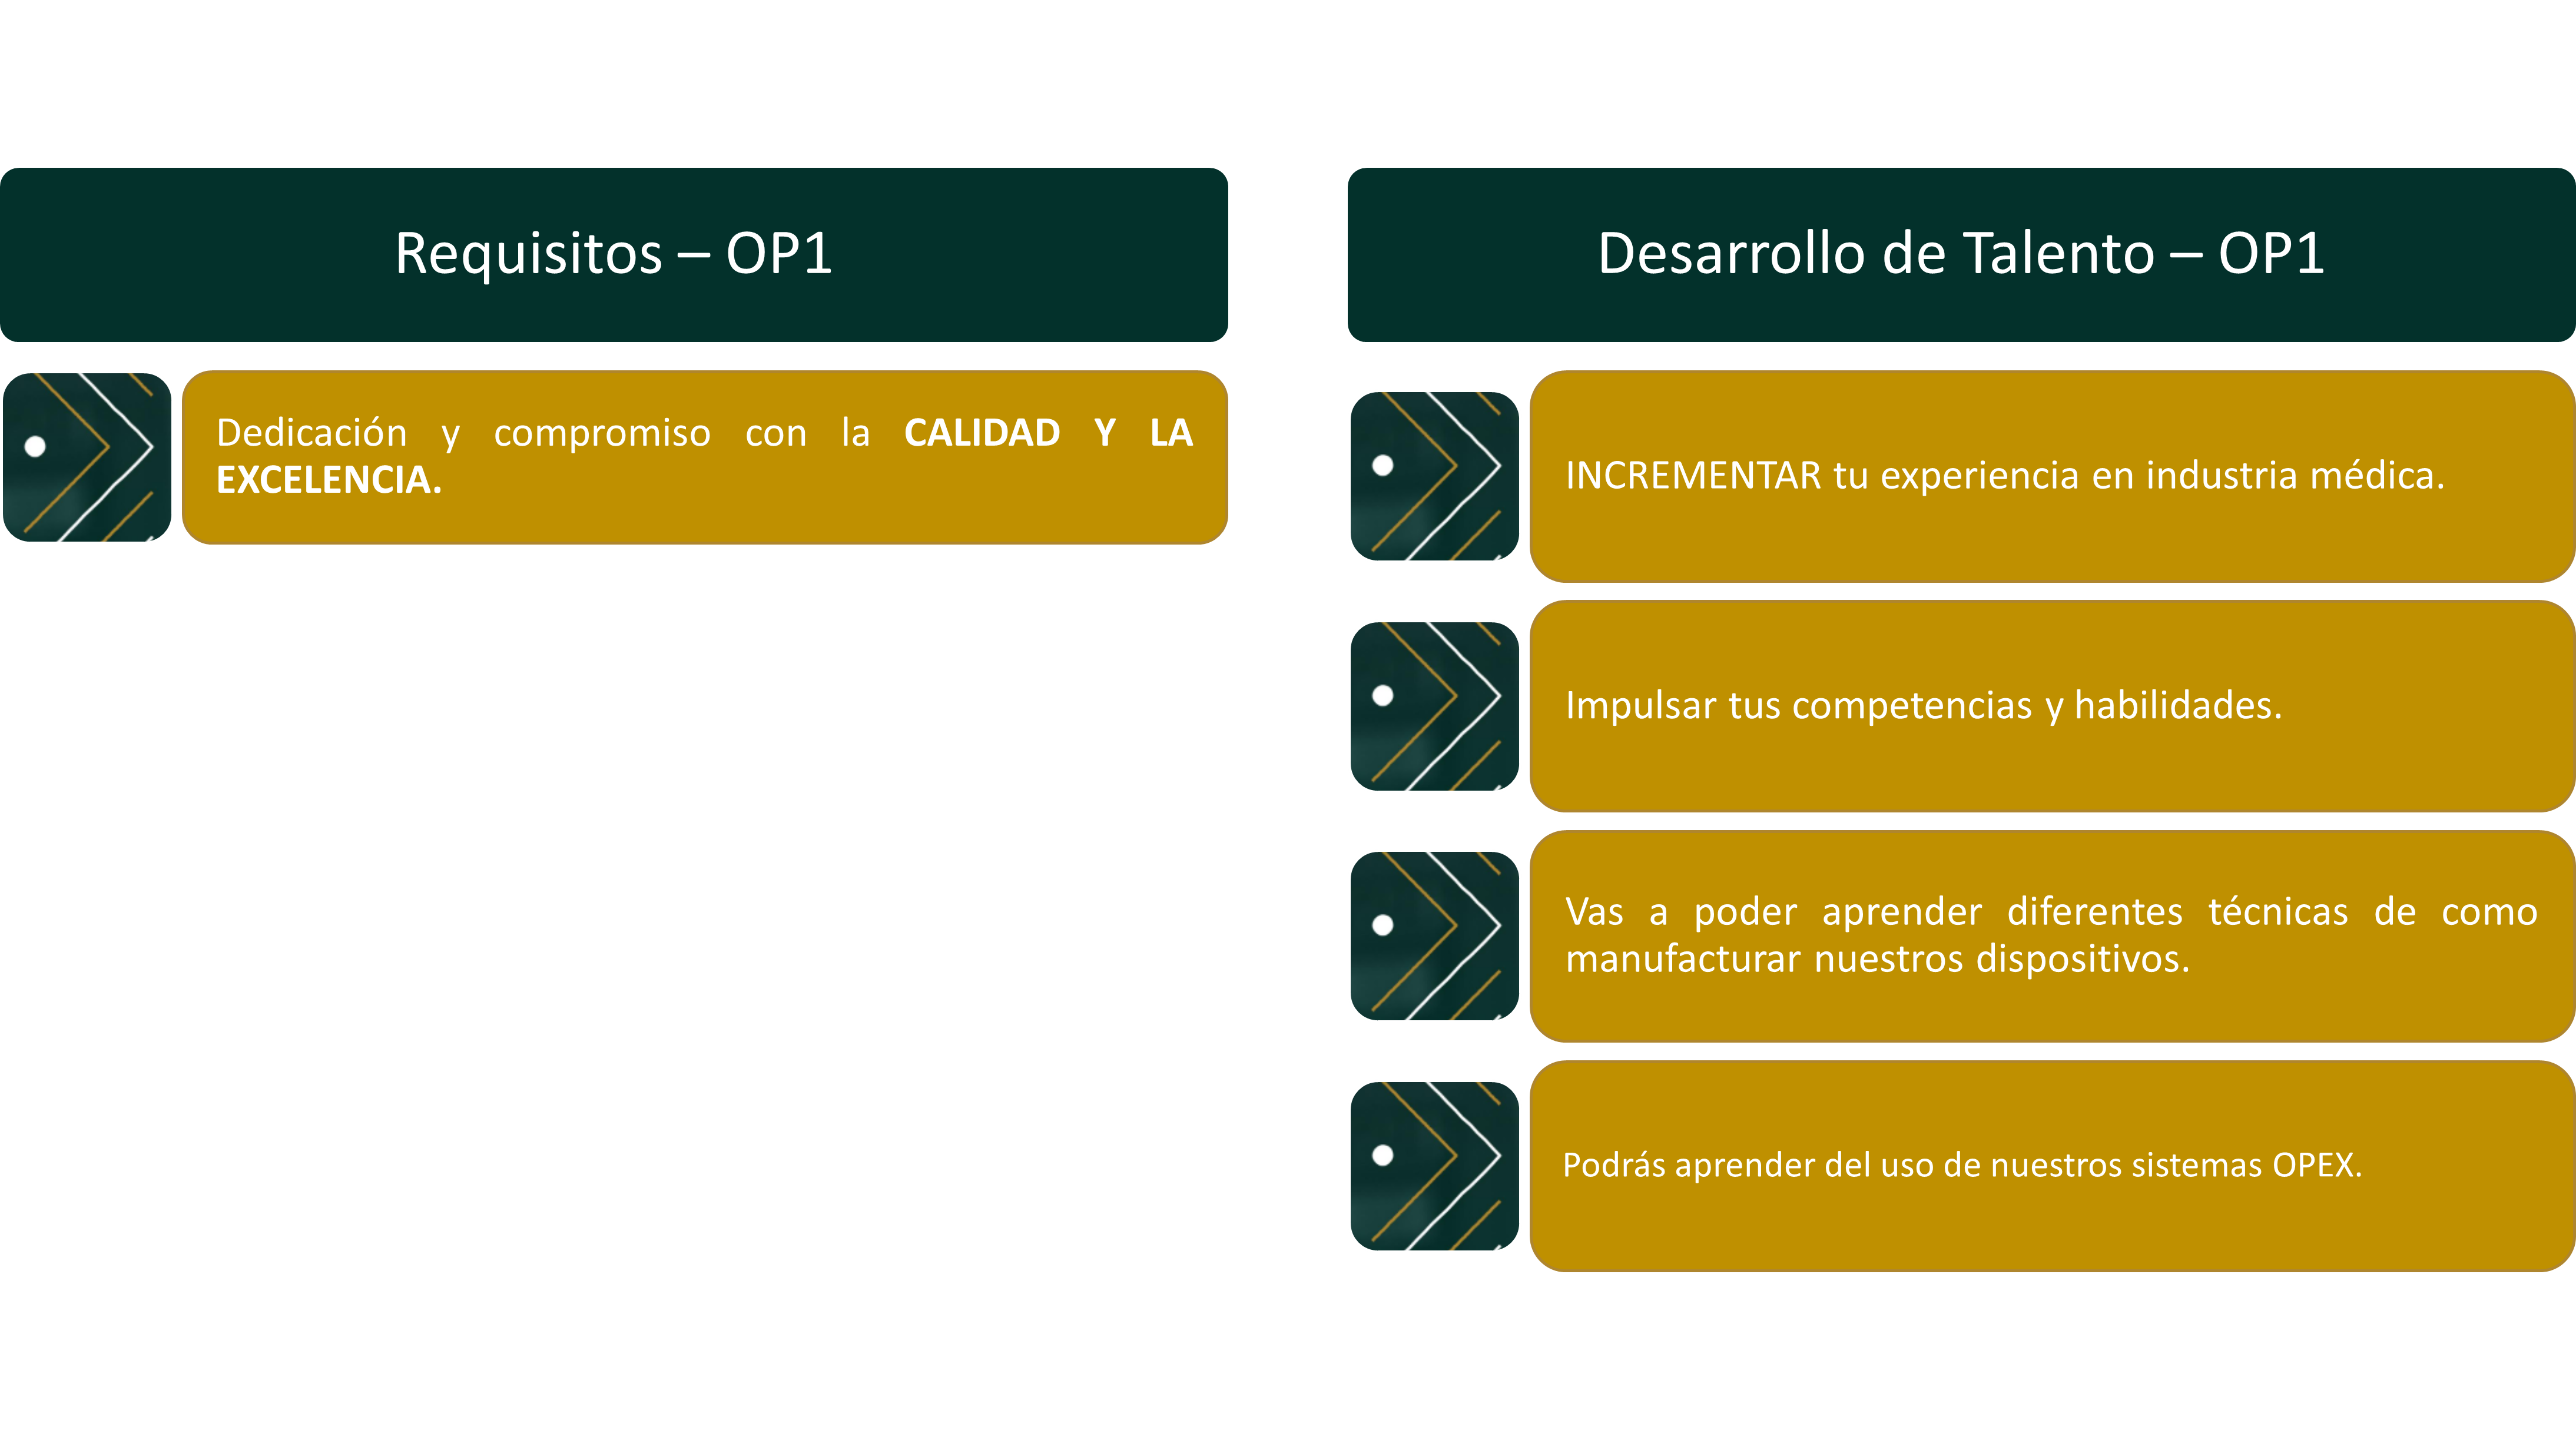 Requisitos – OP1
Dedicación y compromiso con la CALIDAD Y LA
EXCELENCIA.
Desarrollo de Talento – OP1
INCREMENTAR tu experiencia en industria médica.
Impulsar tus competencias y habilidades.
Vas a poder aprender diferentes técnicas de como
manufacturar nuestros dispositivos.
Podrás aprender del uso de nuestros sistemas OPEX.